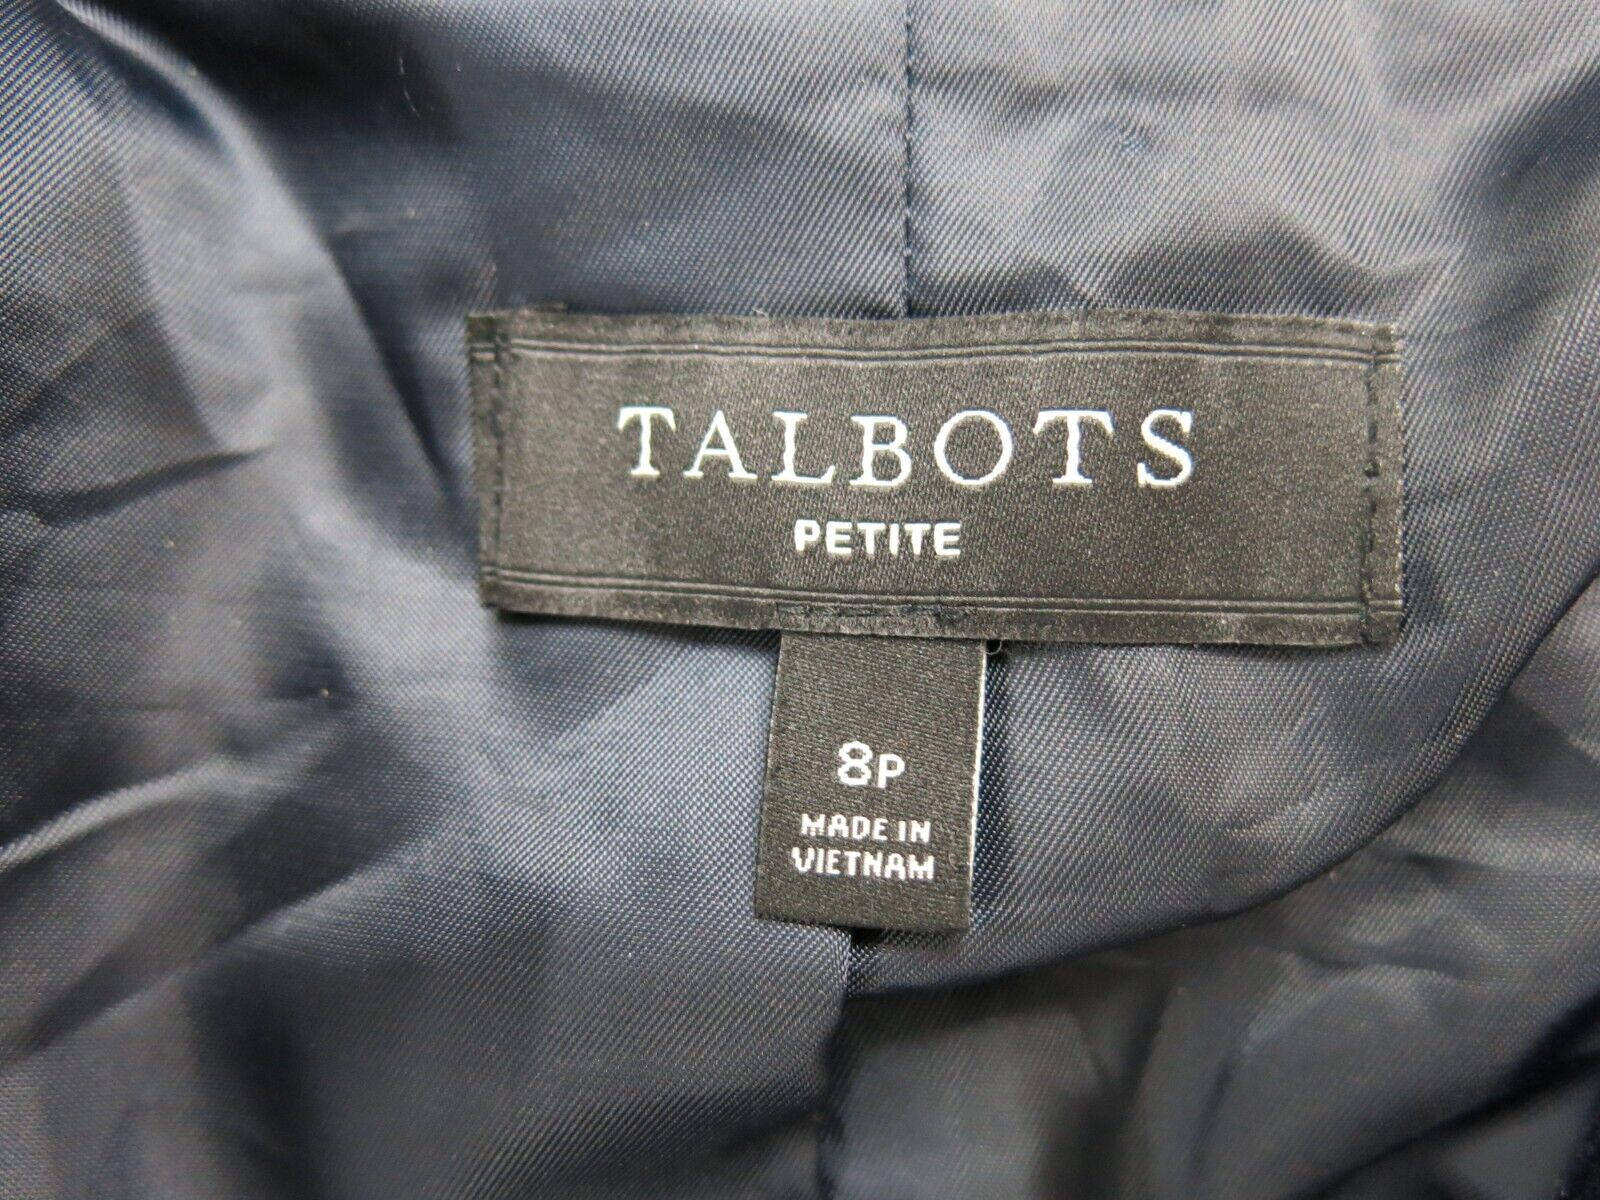 TALBOTS
PETITE
8P
MADE IN
VIETNAM